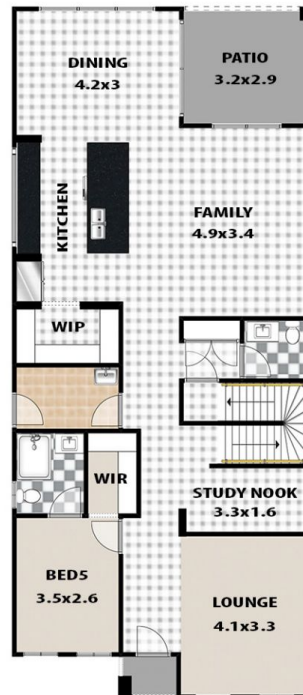 DINING
4.2x3
PATIO
3.2x2.9
KITCHEN
FAMILY
4.9x3.4
WIP
WIR
STUDY NOOK
3.3x1.6
BED5
3.5x2.6
LOUNGE
4.1x3.3